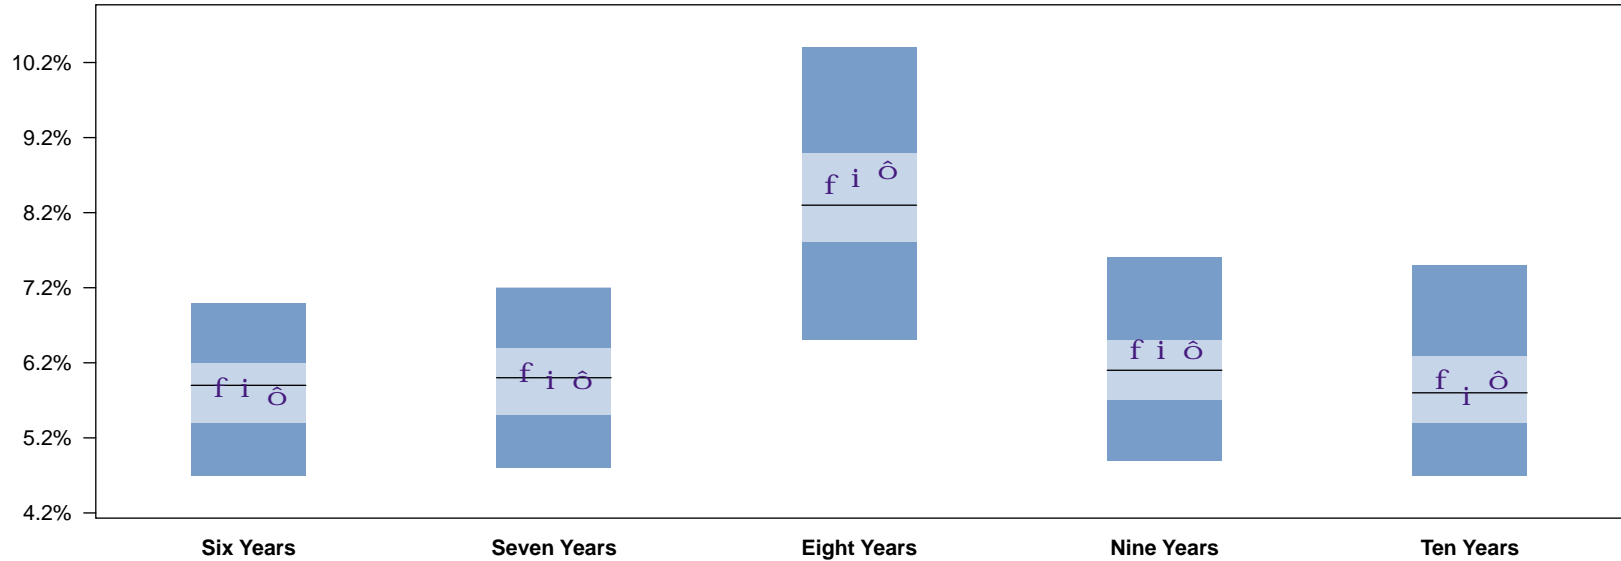 10.2%
9.2%
8.2%
7.2%
6.2%
5.2%
4.2%
f i ô
f i ô
f i ô
f i ô
f i ô
Six Years Seven Years Eight Years Nine Years Ten Years